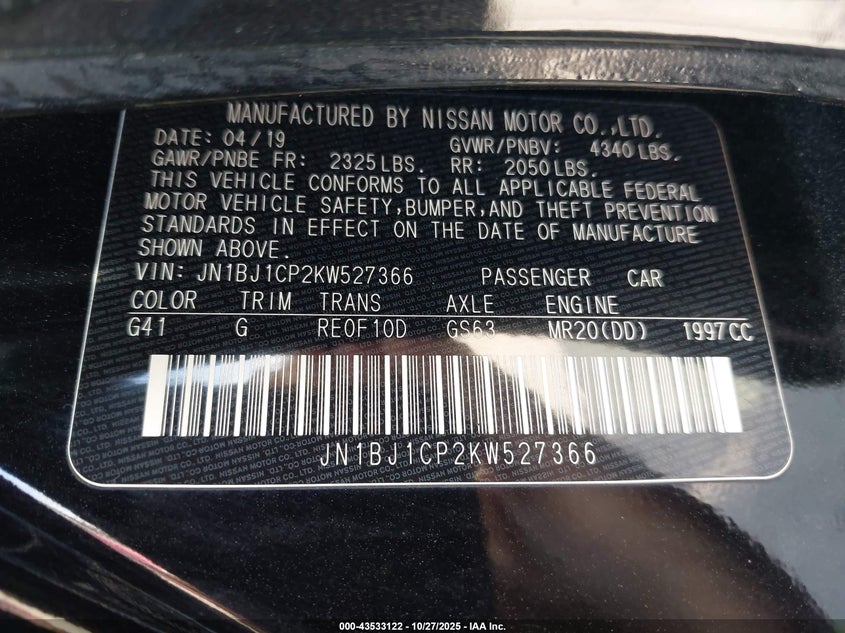 MANUFACTURED BY NISSAN MOTOR CO.,LTD.
DATE: 04/19 GVWR/PNBV: 4340 LBS.
GAWR/PNBE FR: 2325 LBS. RR: 2050 LBS.
THIS VEHICLE CONFORMS TO ALL APPLICABLE FEDERAL
MOTOR VEHICLE SAFETY, BUMPER, AND THEFT PREVENTION
STANDARDS IN EFFECT ON THE DATE OF MANUFACTURE
SHOWN ABOVE.
VIN: JN1BJ1CP2KW527366 PASSENGER CAR
COLOR TRIM TRANS AXLE ENGINE
G41 G RE0F10D GS63 MR20(DD) 1997CC
JN1BJ1CP2KW527366
000-43533122 | 10/27/2025 - IAA Inc.